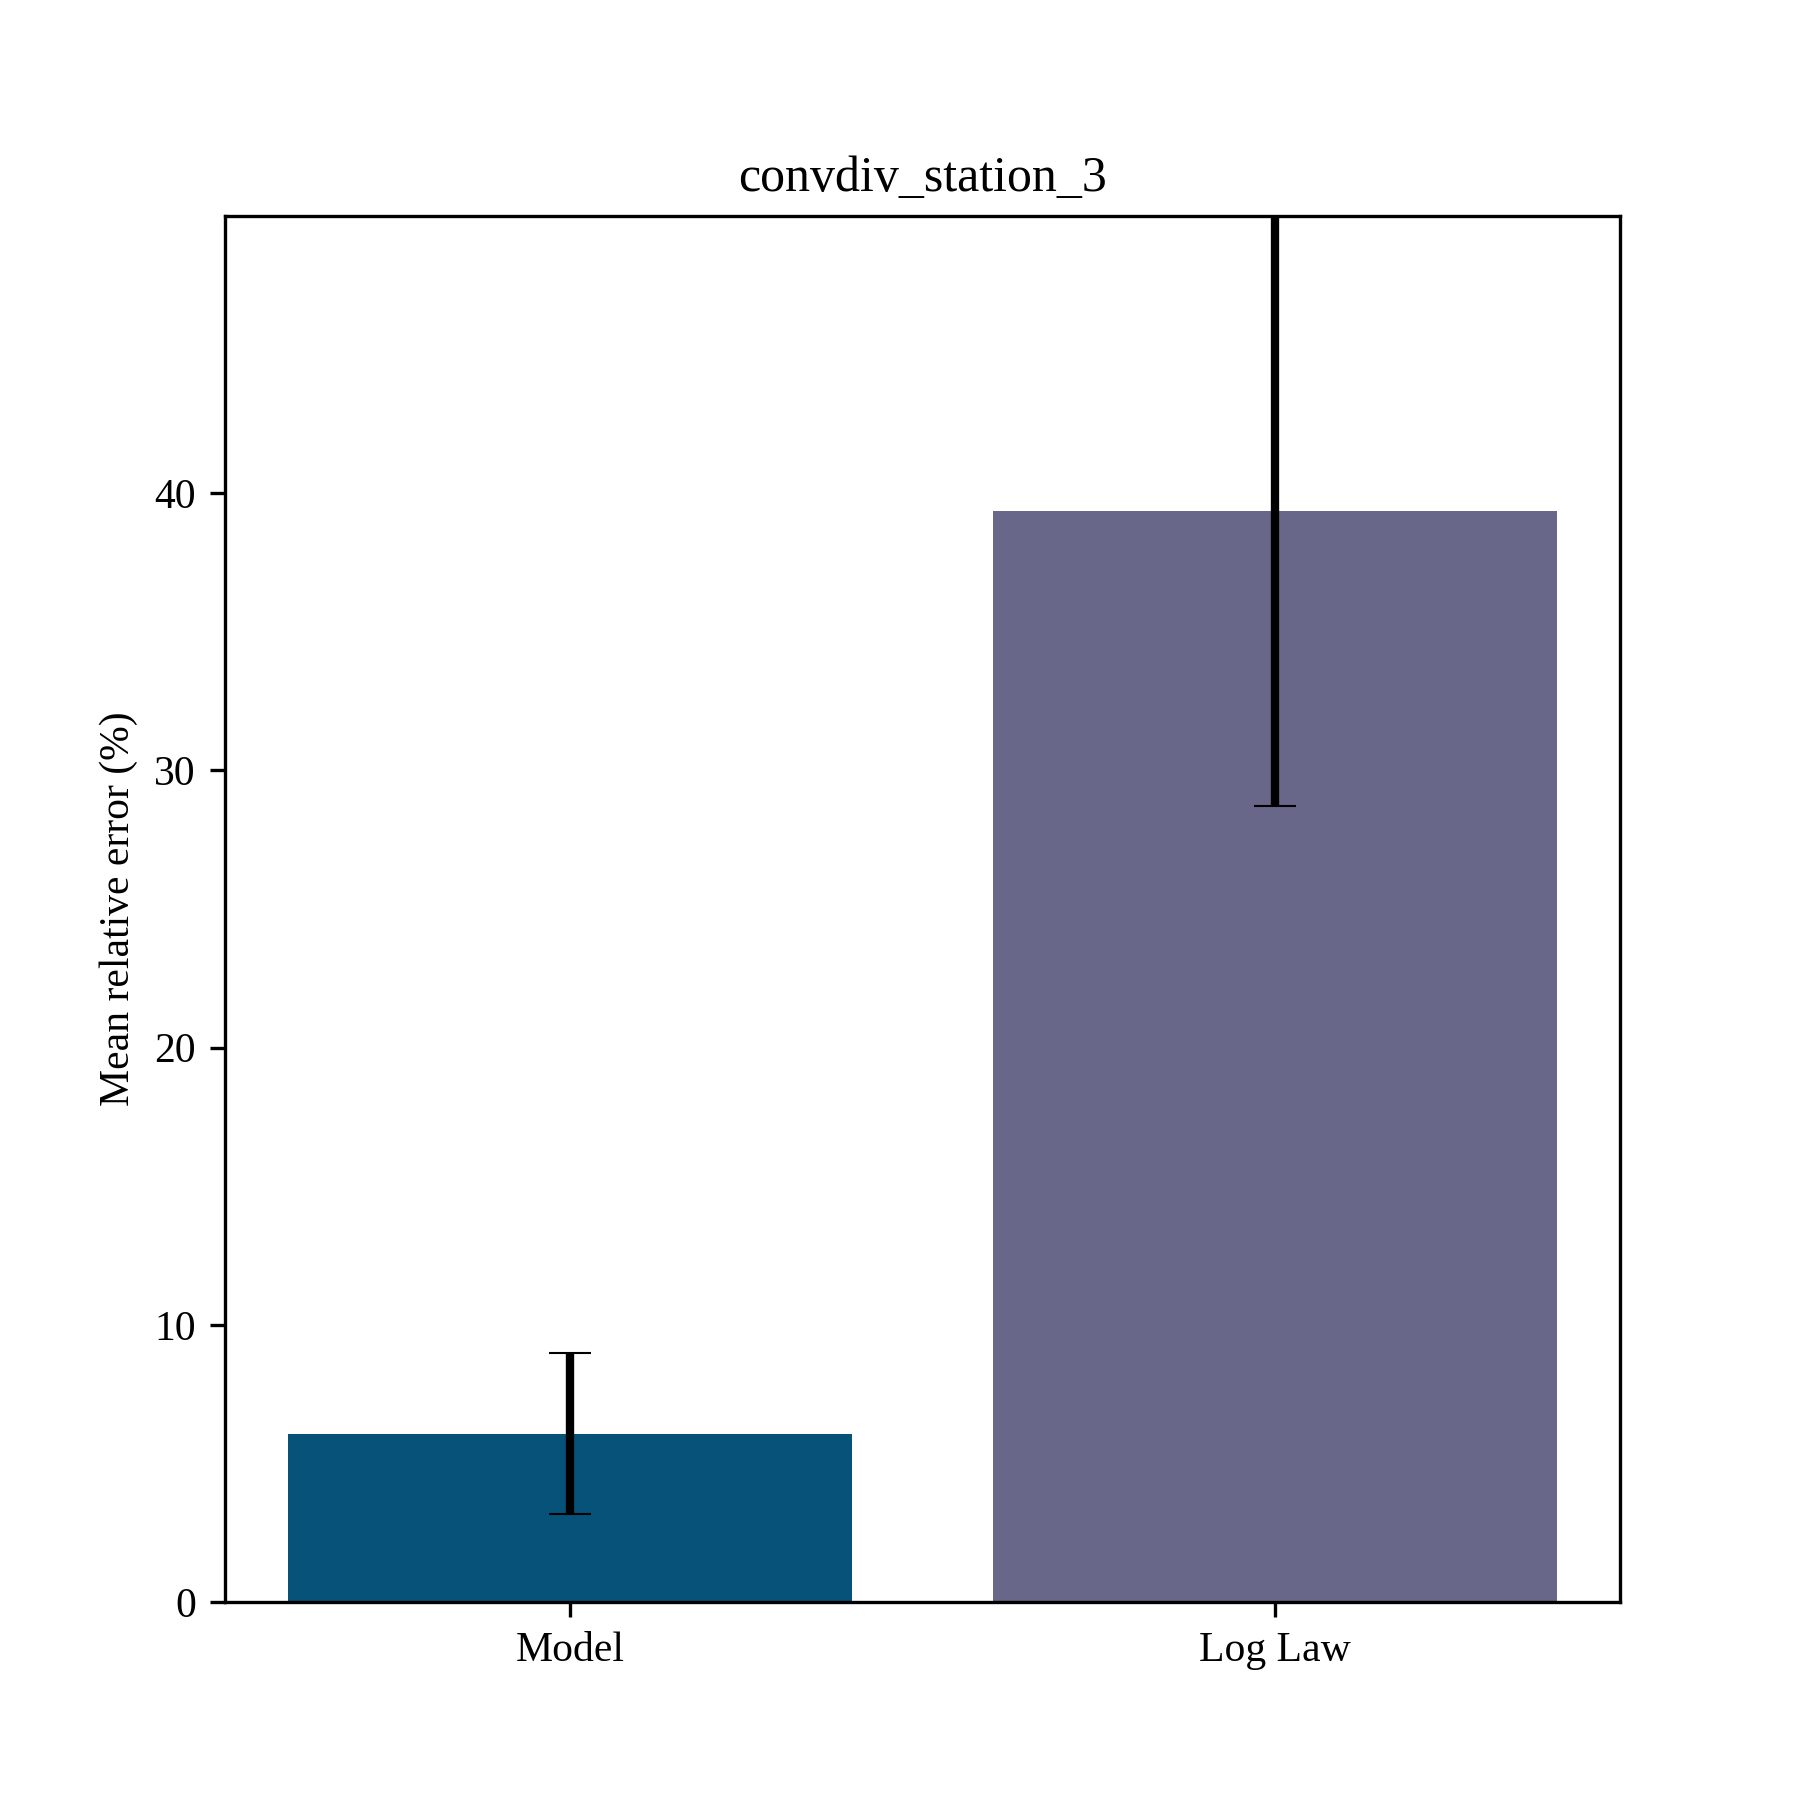 convdiv_station_3
Mean relative error (%)
40
30
20
10
0
Model
Log Law